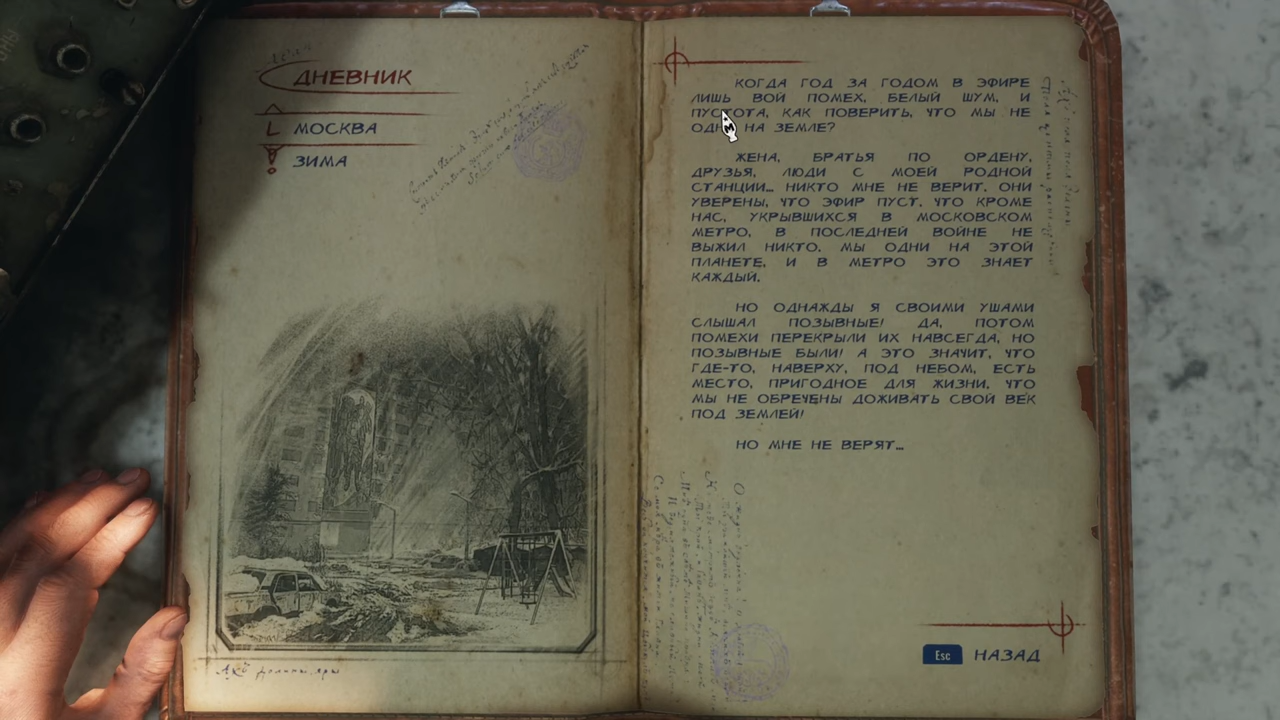 ДНЕВНИК
МОСКВА
ЗИМА
КОГДА ГОД ЗА ГОДОМ В ЭФИРЕ
ЛИШЬ ВОЙ ПОМЕХ, БЕЛЫЙ ШУМ, И
ПУСТОТА, КАК ПОВЕРИТЬ, ЧТО МЫ НЕ
ОДНИ НА ЗЕМЛЕ?
ЖЕНА, БРАТЬЯ ПО ОРДЕНУ,
ДРУЗЬЯ, ЛЮДИ С МОЕЙ РОДНОЙ
СТАНЦИИ... НИКТО МНЕ НЕ ВЕРИТ. ОНИ
УВЕРЕНЫ, ЧТО ЭФИР ПУСТ. ЧТО КРОМЕ
НАС, УКРЫВШИХСЯ В МОСКОВСКОМ
МЕТРО, В ПОСЛЕДНЕЙ ВОЙНЕ НЕ
ВЫЖИЛ НИКТО. МЫ ОДНИ НА ЭТОЙ
ПЛАНЕТЕ, И В МЕТРО ЭТО ЗНАЕТ
КАЖДЫЙ.
НО ОДНАЖДЫ Я СВОИМИ УШАМИ
СЛЫШАЛ ПОЗЫВНЫЕ! ДА, ПОТОМ
ПОМЕХИ ПЕРЕКРЫЛИ ИХ НАВСЕГДА, НО
ПОЗЫВНЫЕ БЫЛИ! А ЭТО ЗНАЧИТ, ЧТО
ГДЕ-ТО, НАВЕРХУ, ПОД НЕБОМ, ЕСТЬ
МЕСТО, ПРИГОДНОЕ ДЛЯ ЖИЗНИ, ЧТО
МЫ НЕ ОБРЕЧЕНЫ ДОЖИВАТЬ СВОЙ ВЕК
ПОД ЗЕМЛЕЙ!
НО МНЕ НЕ ВЕРЯТ...
Esc НАЗАД